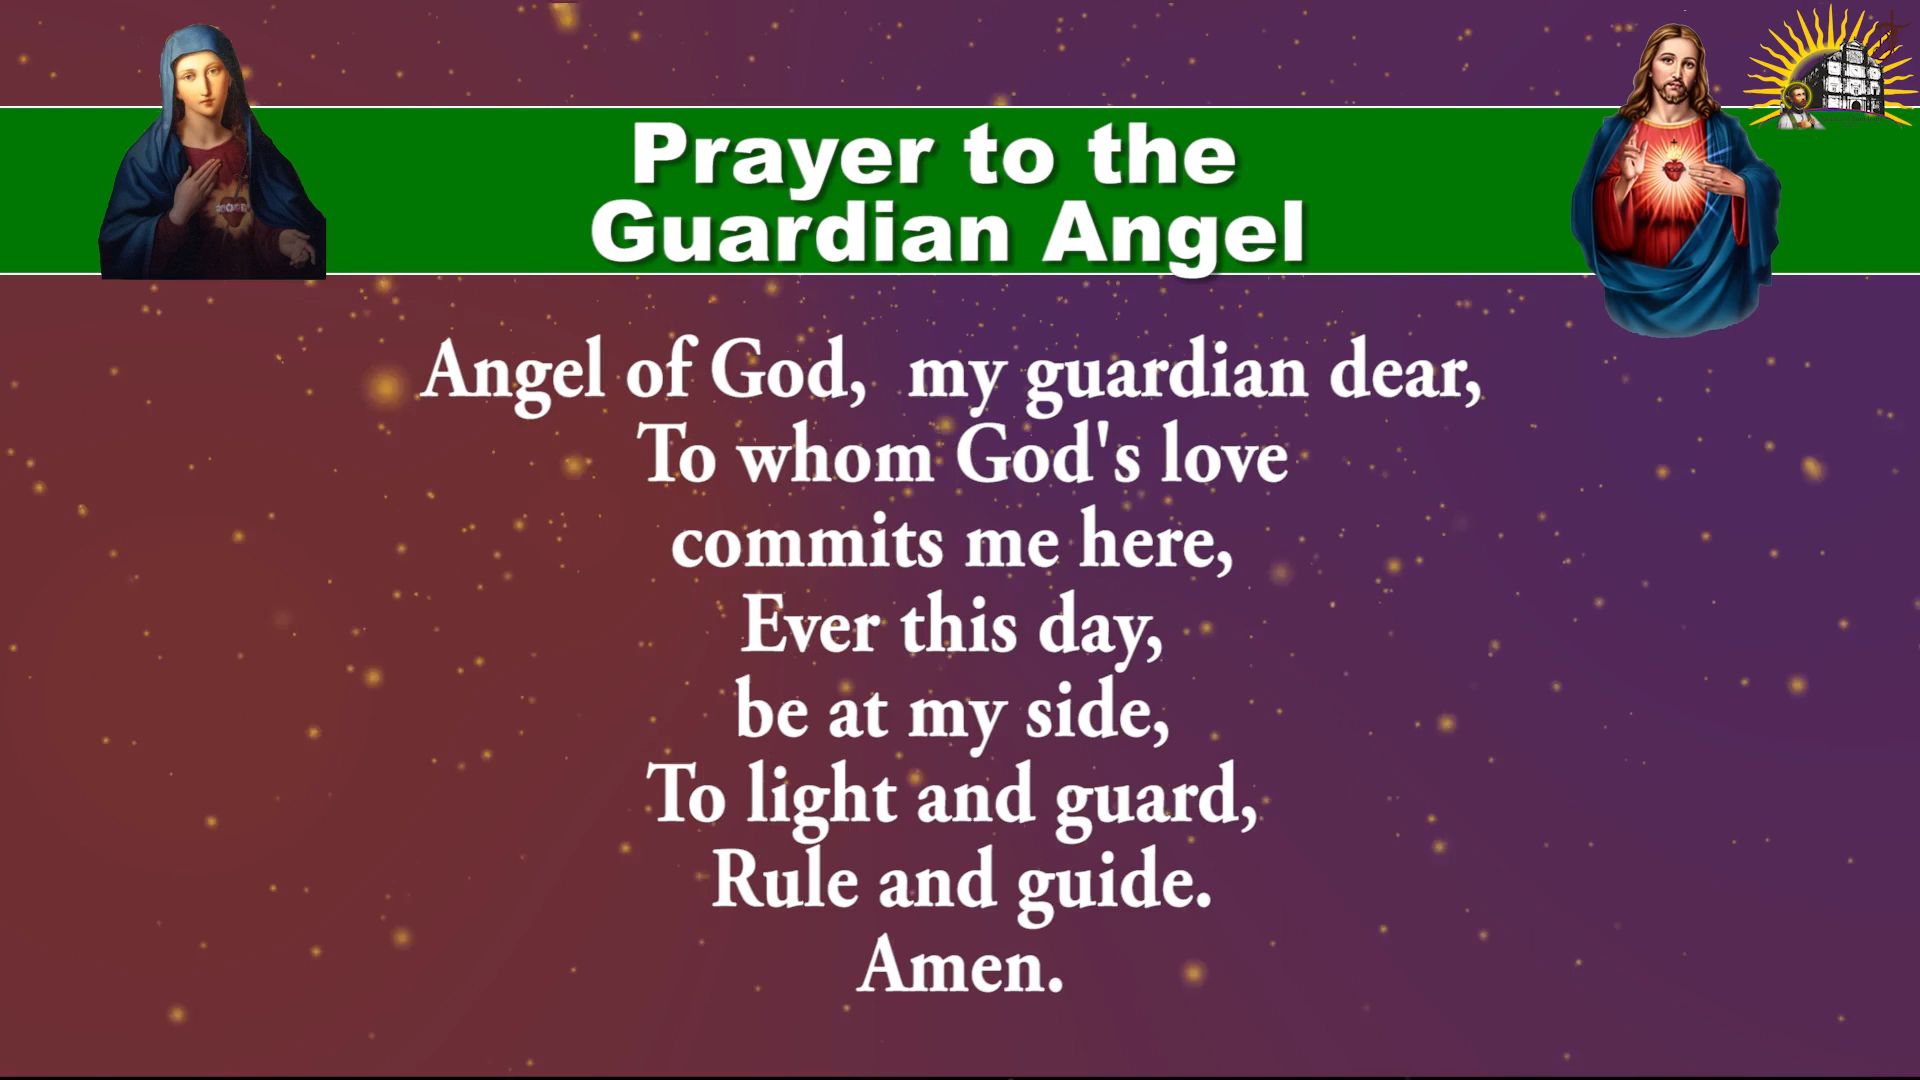 Prayer to the
Guardian Angel
Angel of God, my guardian dear,
To whom God's love
commits me here,
Ever this day,
be at my side,
To light and guard,
Rule and guide.
Amen.